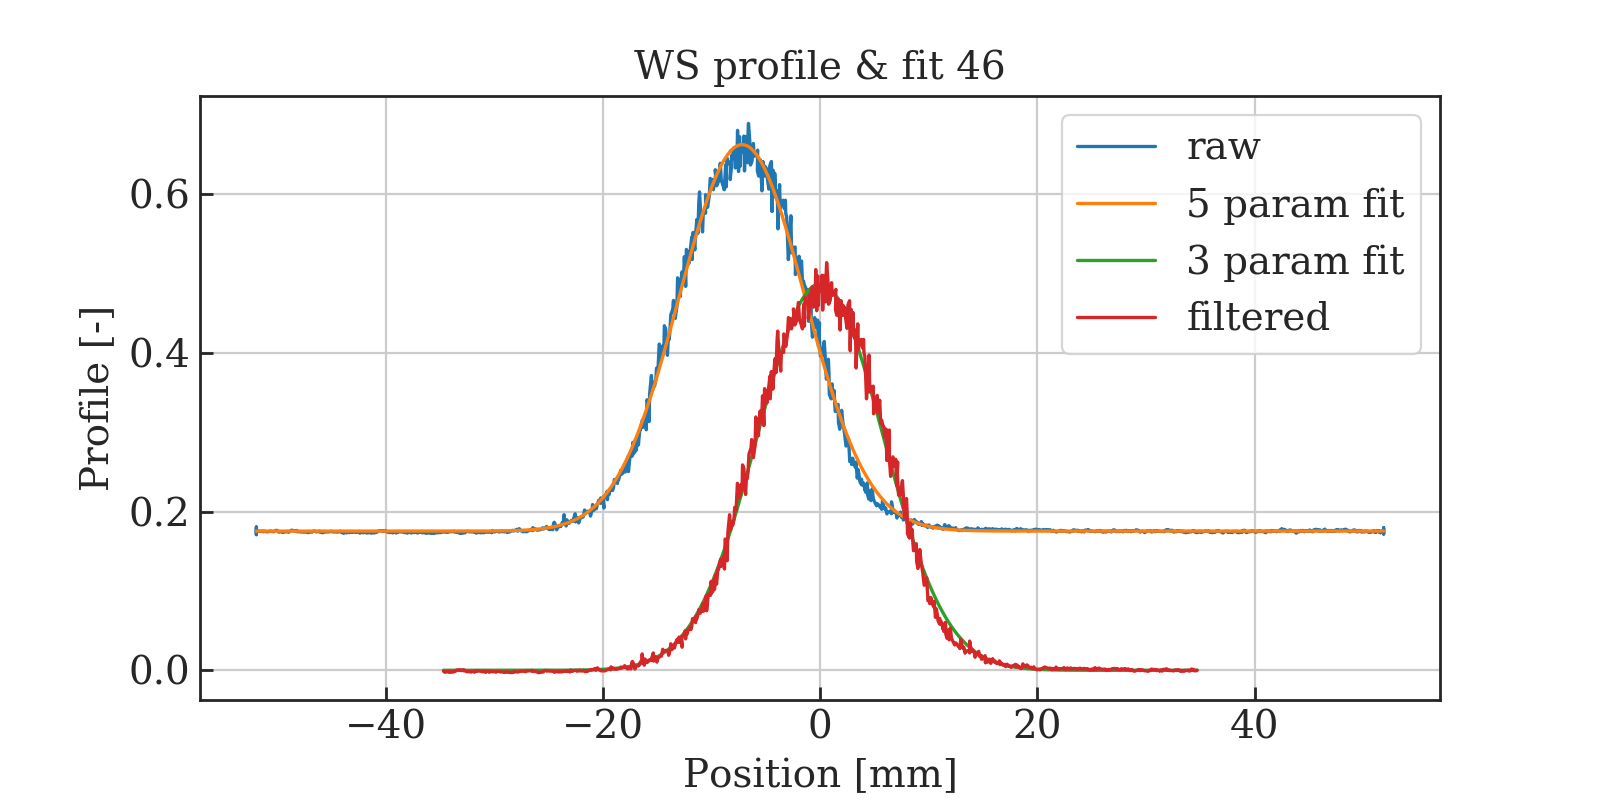 WS profile & fit 46
Profile [-]
0.6
0.4
0.2
0.0
raw
5 param fit
3 param fit
filtered
−40
−20
0
20
40
Position [mm]